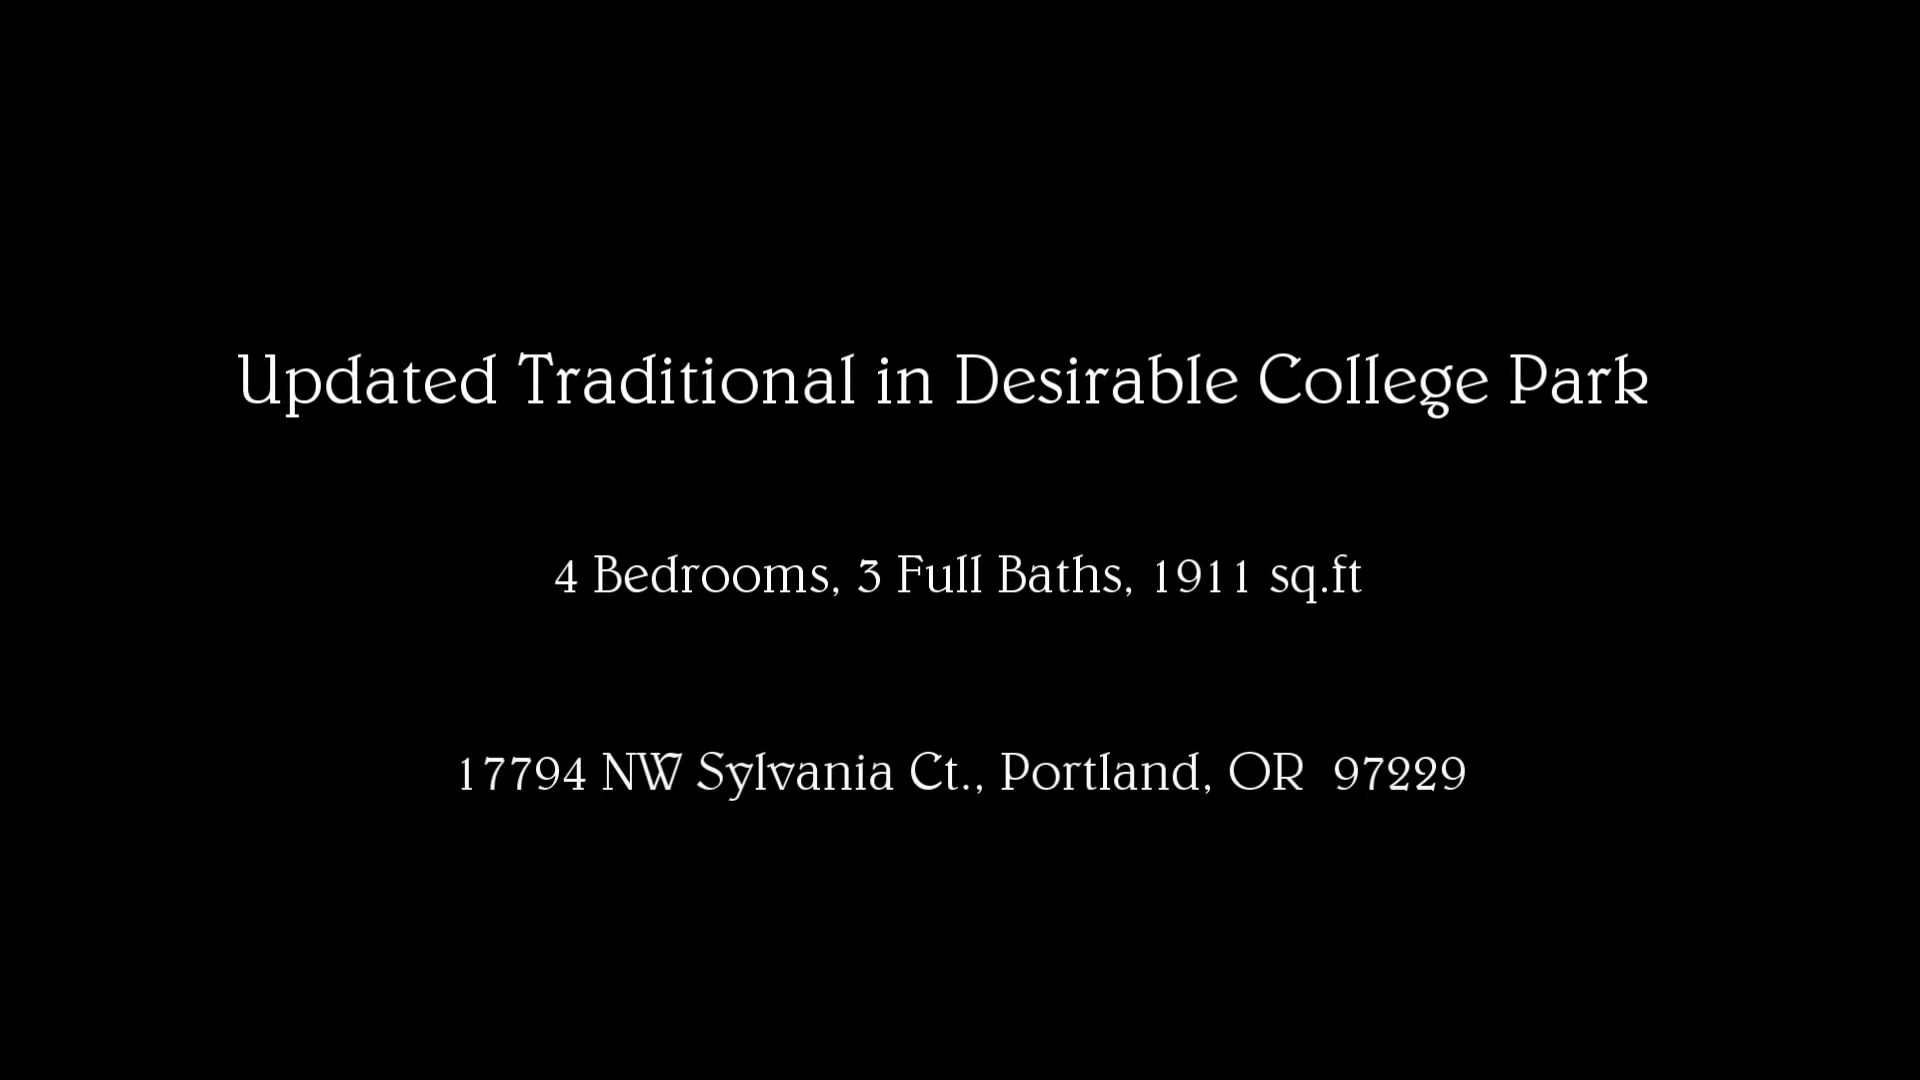 Updated Traditional in Desirable College Park
4 Bedrooms, 3 Full Baths, 1911 sq.ft
17794 NW Sylvania Ct., Portland, OR  97229